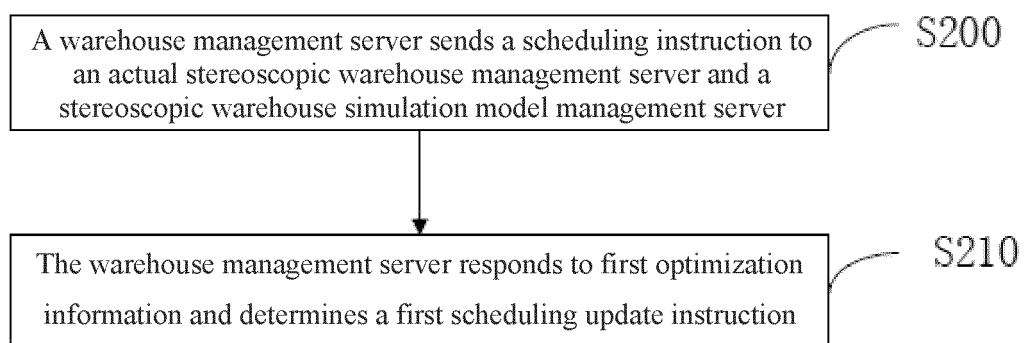 A warehouse management server sends a scheduling instruction to
an actual stereoscopic warehouse management server and a
stereoscopic warehouse simulation model management server
S200
The warehouse management server responds to first optimization
information and determines a first scheduling update instruction
S210